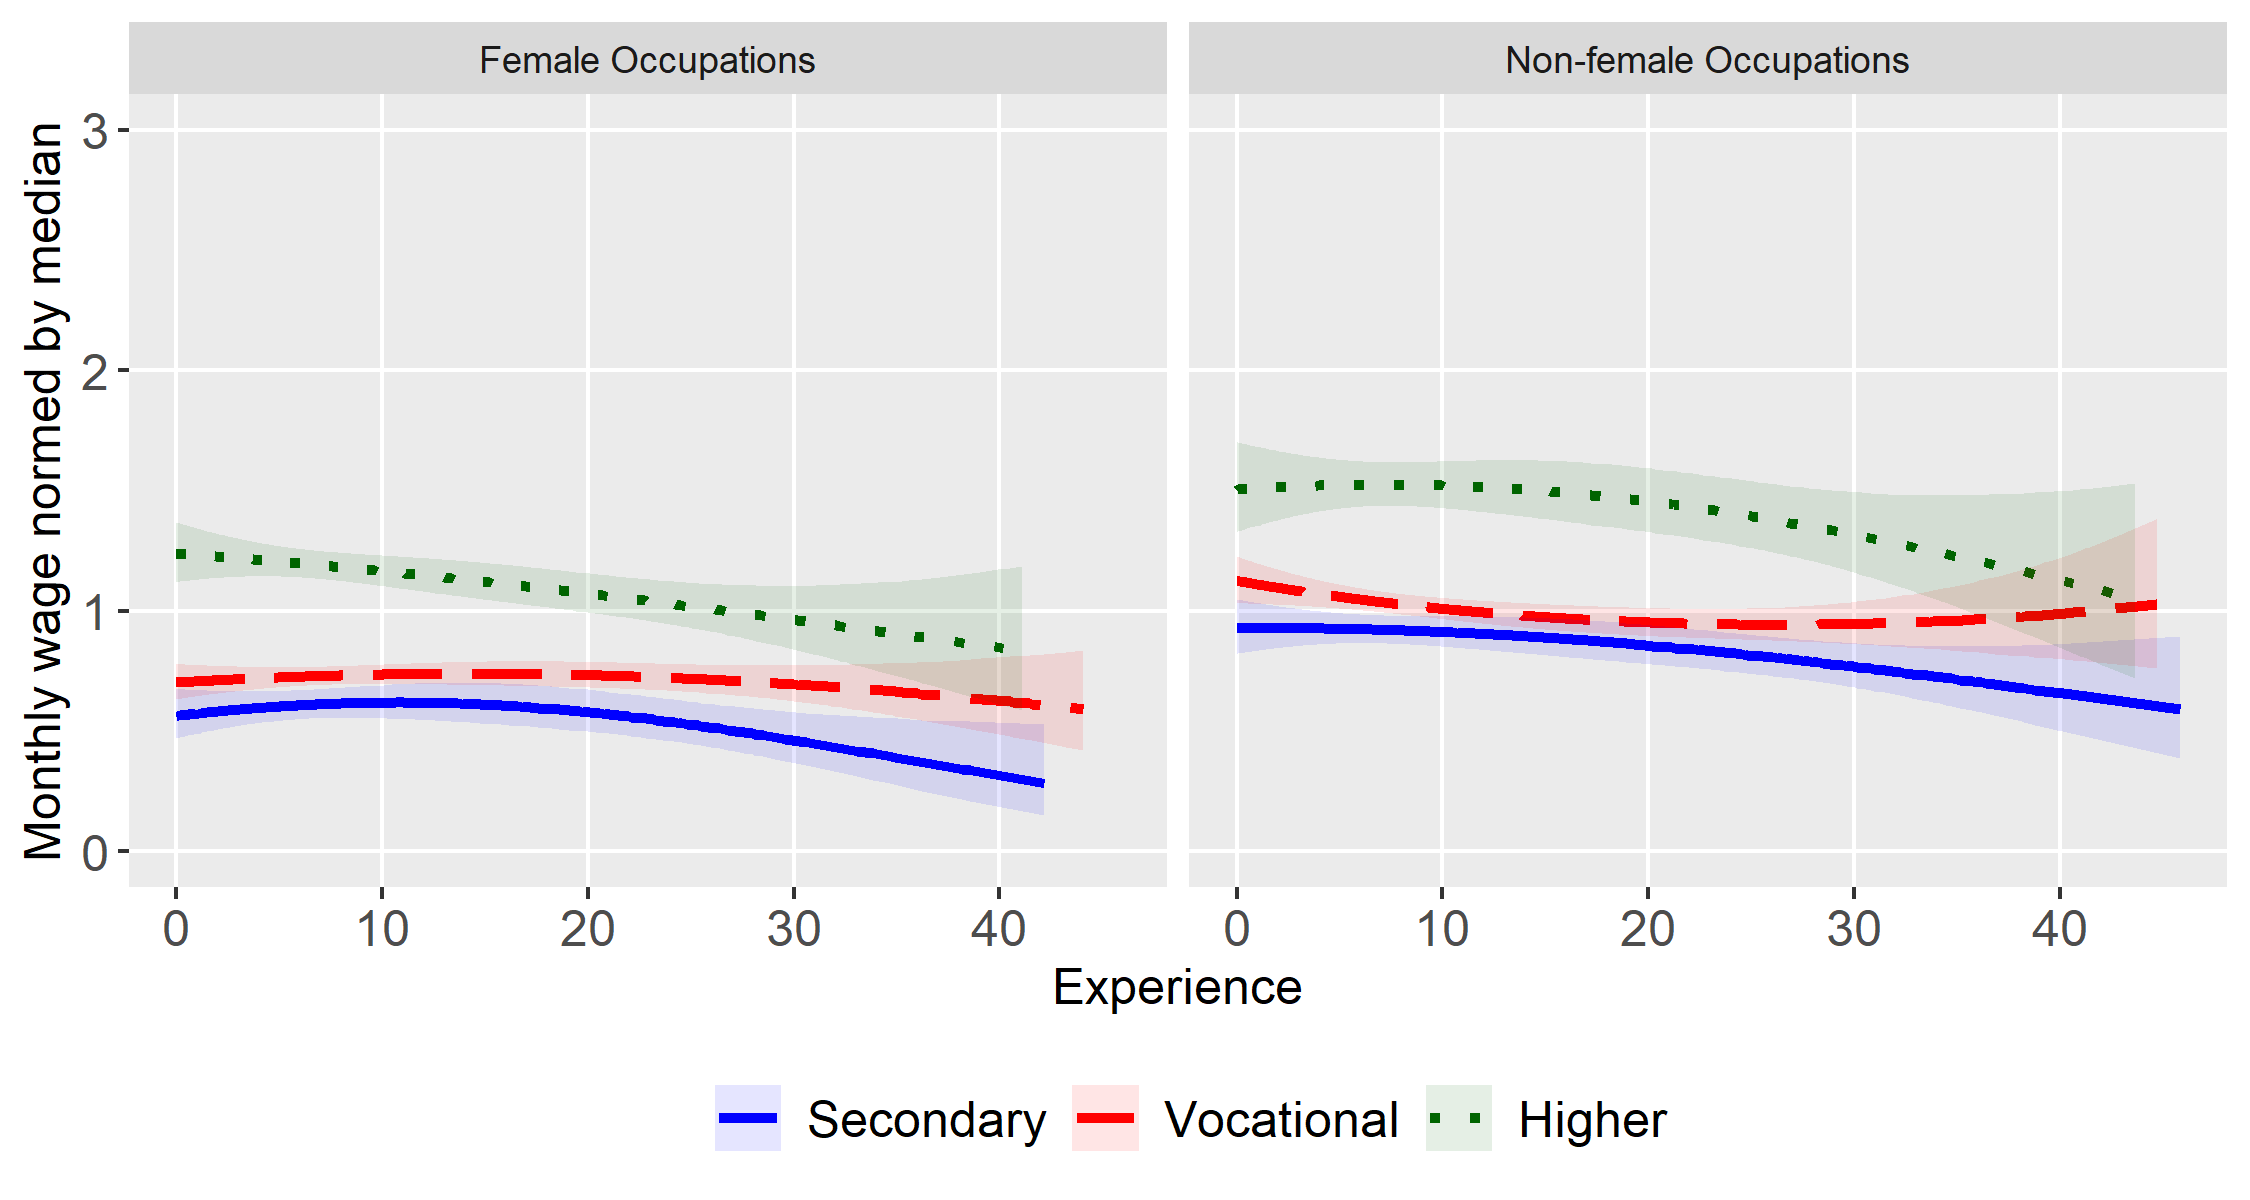 Female Occupations
Non-female Occupations
Monthly wage normed by median
3
2
1
0
0 10 20 30 40
0 10 20 30 40
Experience
Secondary Vocational Higher